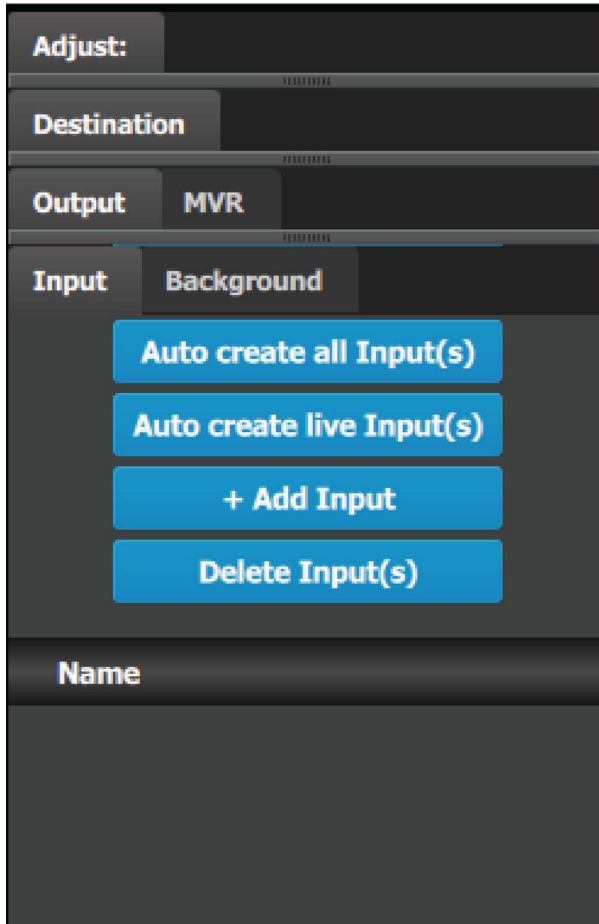 Adjust:
Destination
Output MVR
Input Background
Auto create all Input(s)
Auto create live Input(s)
+ Add Input
Delete Input(s)
Name